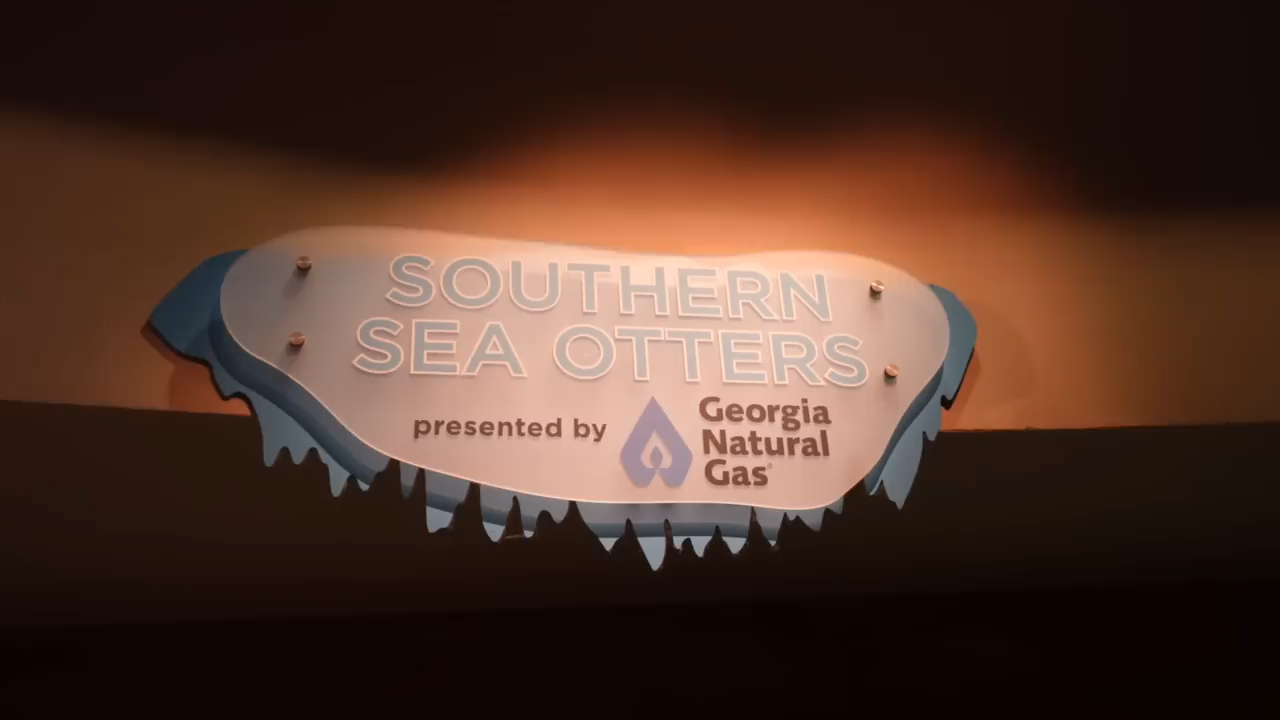 SOUTHERN
SEA OTTERS
presented by
Georgia
Natural
Gas